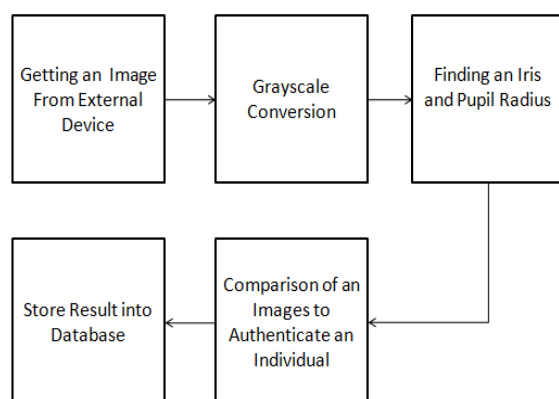 Getting an Image
From External
Device
Grayscale
Conversion
Finding an Iris
and Pupil Radius
Comparison of an
Images to
Authenticate an
Individual
Store Result into
Database